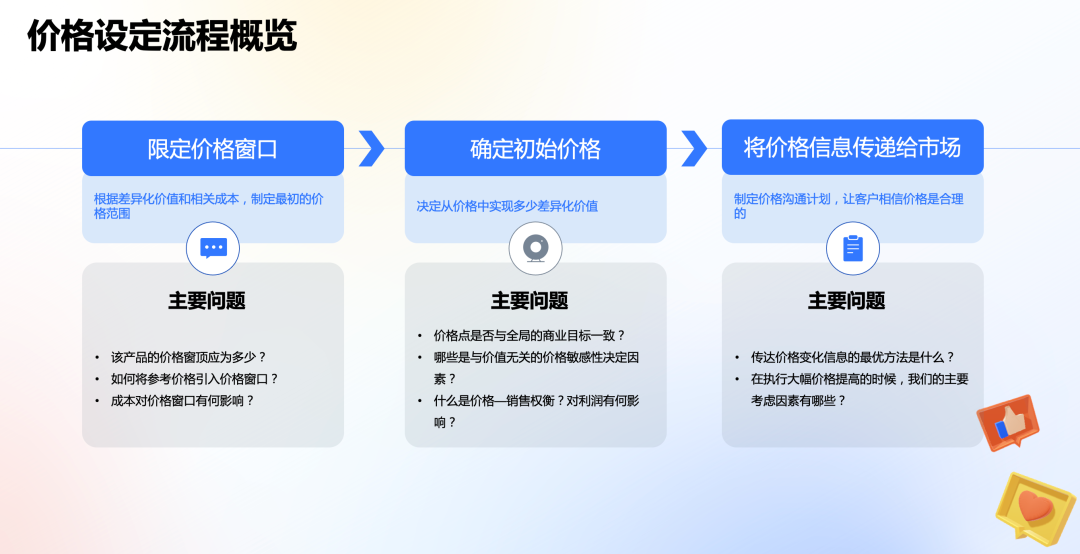 价格设定流程概览
限定价格窗口
根据差异化价值和相关成本，制定最初的价
格范围
主要问题
• 该产品的价格窗顶应为多少？
• 如何将参考价格引入价格窗口？
• 成本对价格窗口有何影响？
确定初始价格
决定从价格中实现多少差异化价值
主要问题
• 价格点是否与全局的商业目标一致？
• 哪些是与价值无关的价格敏感性决定因
素？
• 什么是价格—销售权衡？对利润有何影
响？
将价格信息传递给市场
制定价格沟通计划，让客户相信价格是合理
的
主要问题
• 传达价格变化信息的最优方法是什么？
• 在执行大幅价格提高的时候，我们的主要
考虑因素有哪些？